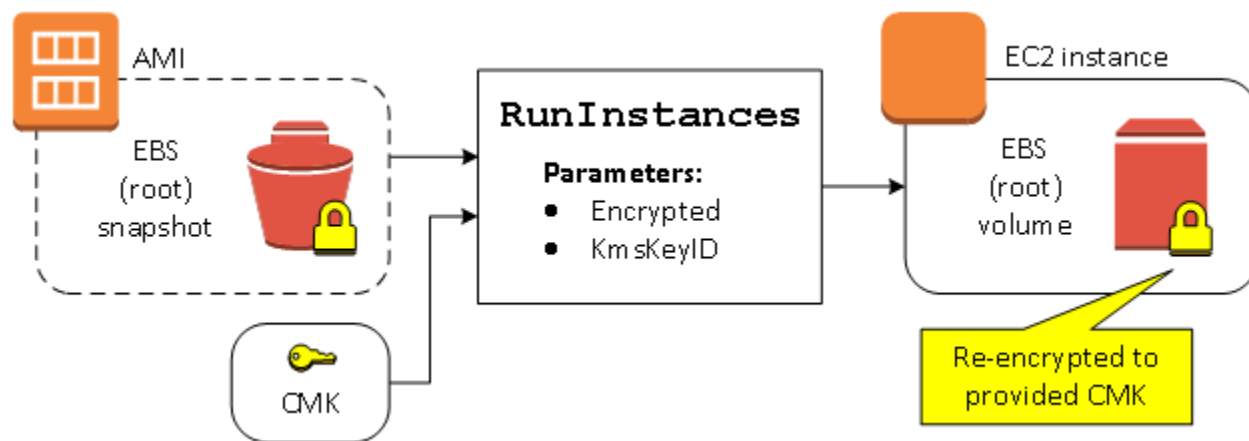 AMI
EBS
(root)
snapshot
CMK
RunInstances
Parameters:
● Encrypted
● KmsKeyID
EC2 instance
EBS
(root)
volume
Re-encrypted to
provided CMK